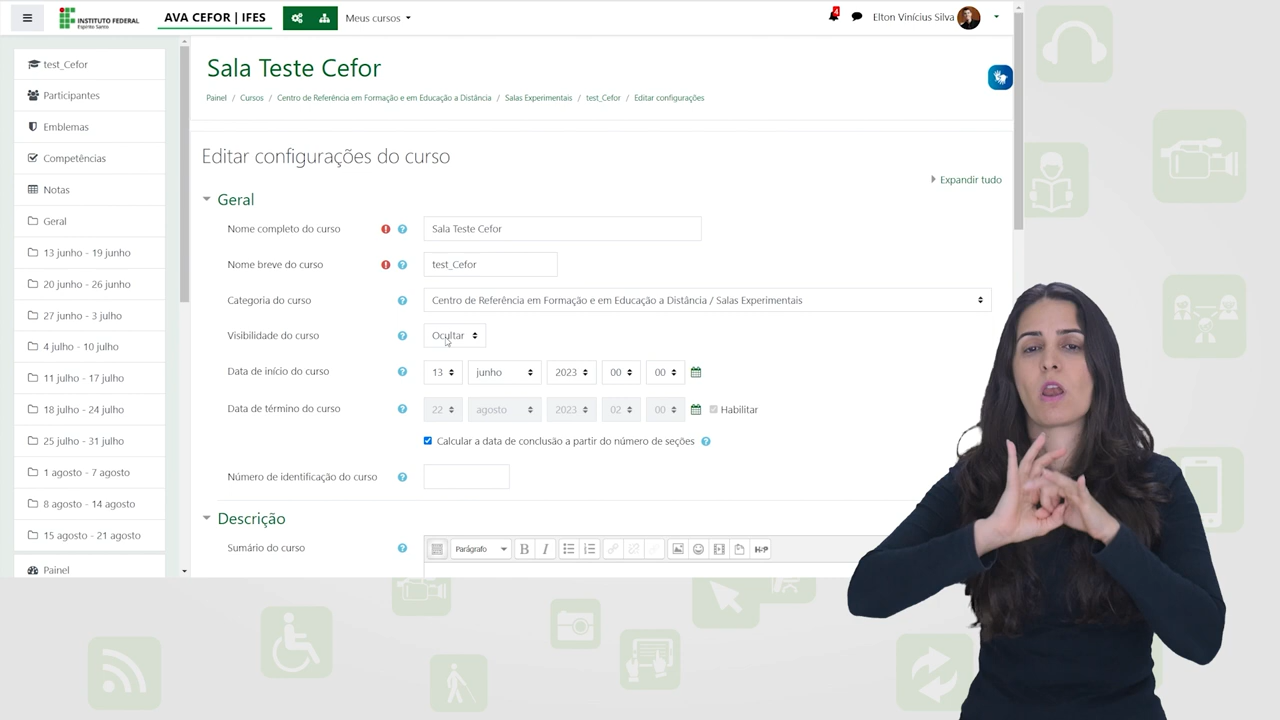 INSTITUTO FEDERAL
Espírito Santo
AVA CEFOR | IFES
Meus cursos
4
Elton Vinícius Silva
test_Cefor
Participantes
Emblemas
Competências
Notas
Geral
13 junho - 19 junho
20 junho - 26 junho
27 junho - 3 julho
4 julho - 10 julho
11 julho - 17 julho
18 julho - 24 julho
25 julho - 31 julho
1 agosto - 7 agosto
8 agosto - 14 agosto
15 agosto - 21 agosto
Painel
Sala Teste Cefor
Painel / Cursos / Centro de Referência em Formação e em Educação a Distância / Salas Experimentais / test_Cefor / Editar configurações
Editar configurações do curso
Expandir tudo
Geral
Nome completo do curso ! ? Sala Teste Cefor
Nome breve do curso ! ? test_Cefor
Categoria do curso ? Centro de Referência em Formação e em Educação a Distância / Salas Experimentais
Visibilidade do curso ? Ocultar
Data de início do curso ? 13 junho 2023 00 00
Data de término do curso ? 22 agosto 2023 02 00 Habilitar
Calcular a data de conclusão a partir do número de seções ?
Número de identificação do curso ?
Descrição
Sumário do curso ? Parágrafo B I H-P